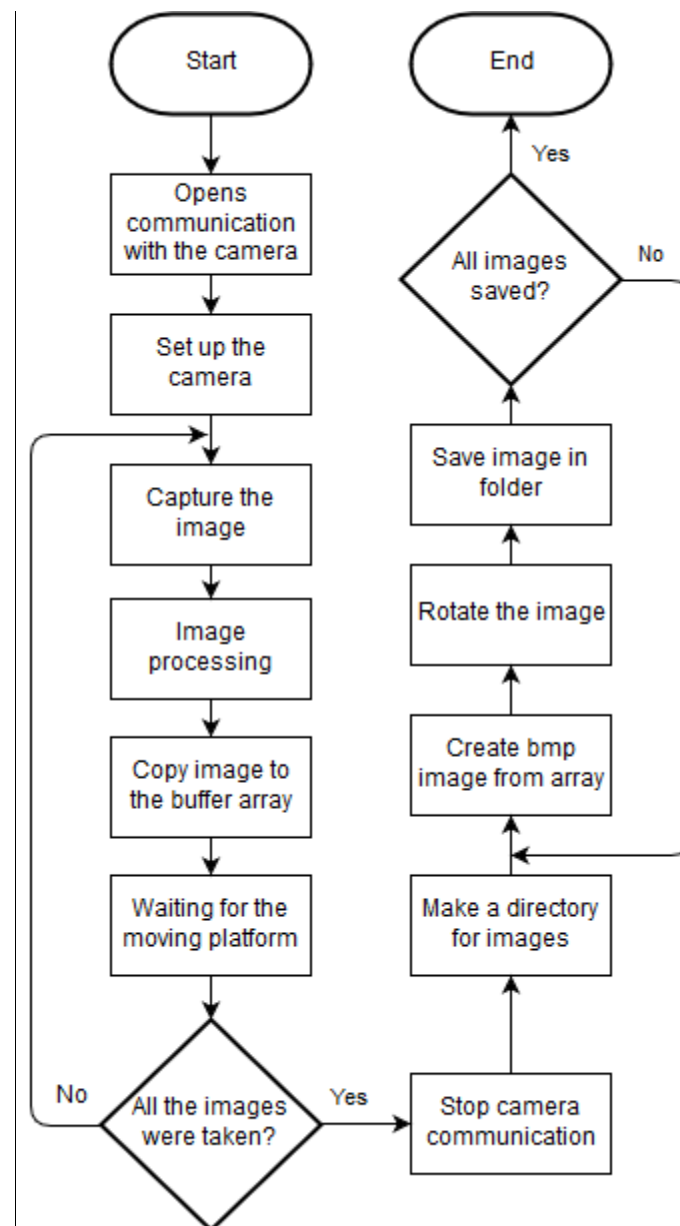 Start
Opens
communication
with the camera
Set up the
camera
Capture the
image
Image
processing
Copy image to
the buffer array
Waiting for the
moving platform
No
All the images
were taken?
Yes
Stop camera
communication
Make a directory
for images
Create bmp
image from array
Rotate the image
Save image in
folder
All images
saved?
No
Yes
End